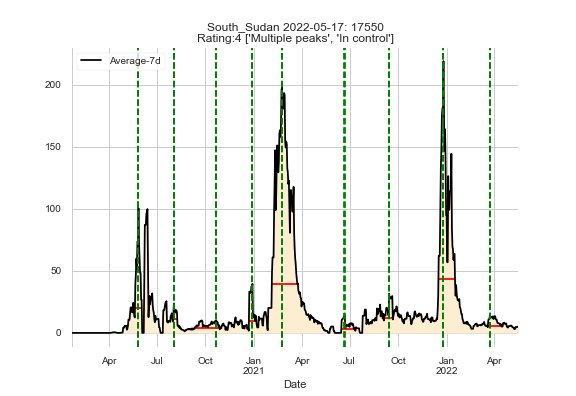 South_Sudan 2022-05-17: 17550
Rating:4 ['Multiple peaks', 'In control']
Average-7d
200
150
100
50
0
Apr Jul Oct Jan Apr Jul Oct Jan Apr
2021 2022
Date